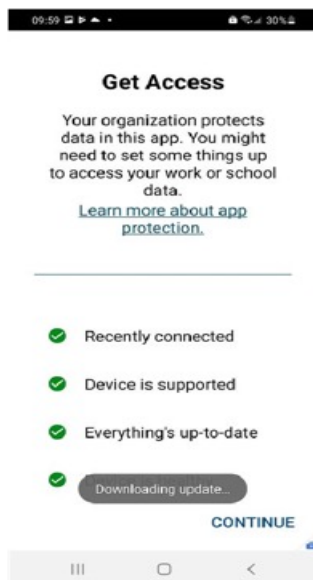 09:59 30%
Get Access
Your organization protects
data in this app. You might
need to set some things up
to access your work or school
data.
Learn more about app
protection.
Recently connected
Device is supported
Everything's up-to-date
Downloading update...
CONTINUE